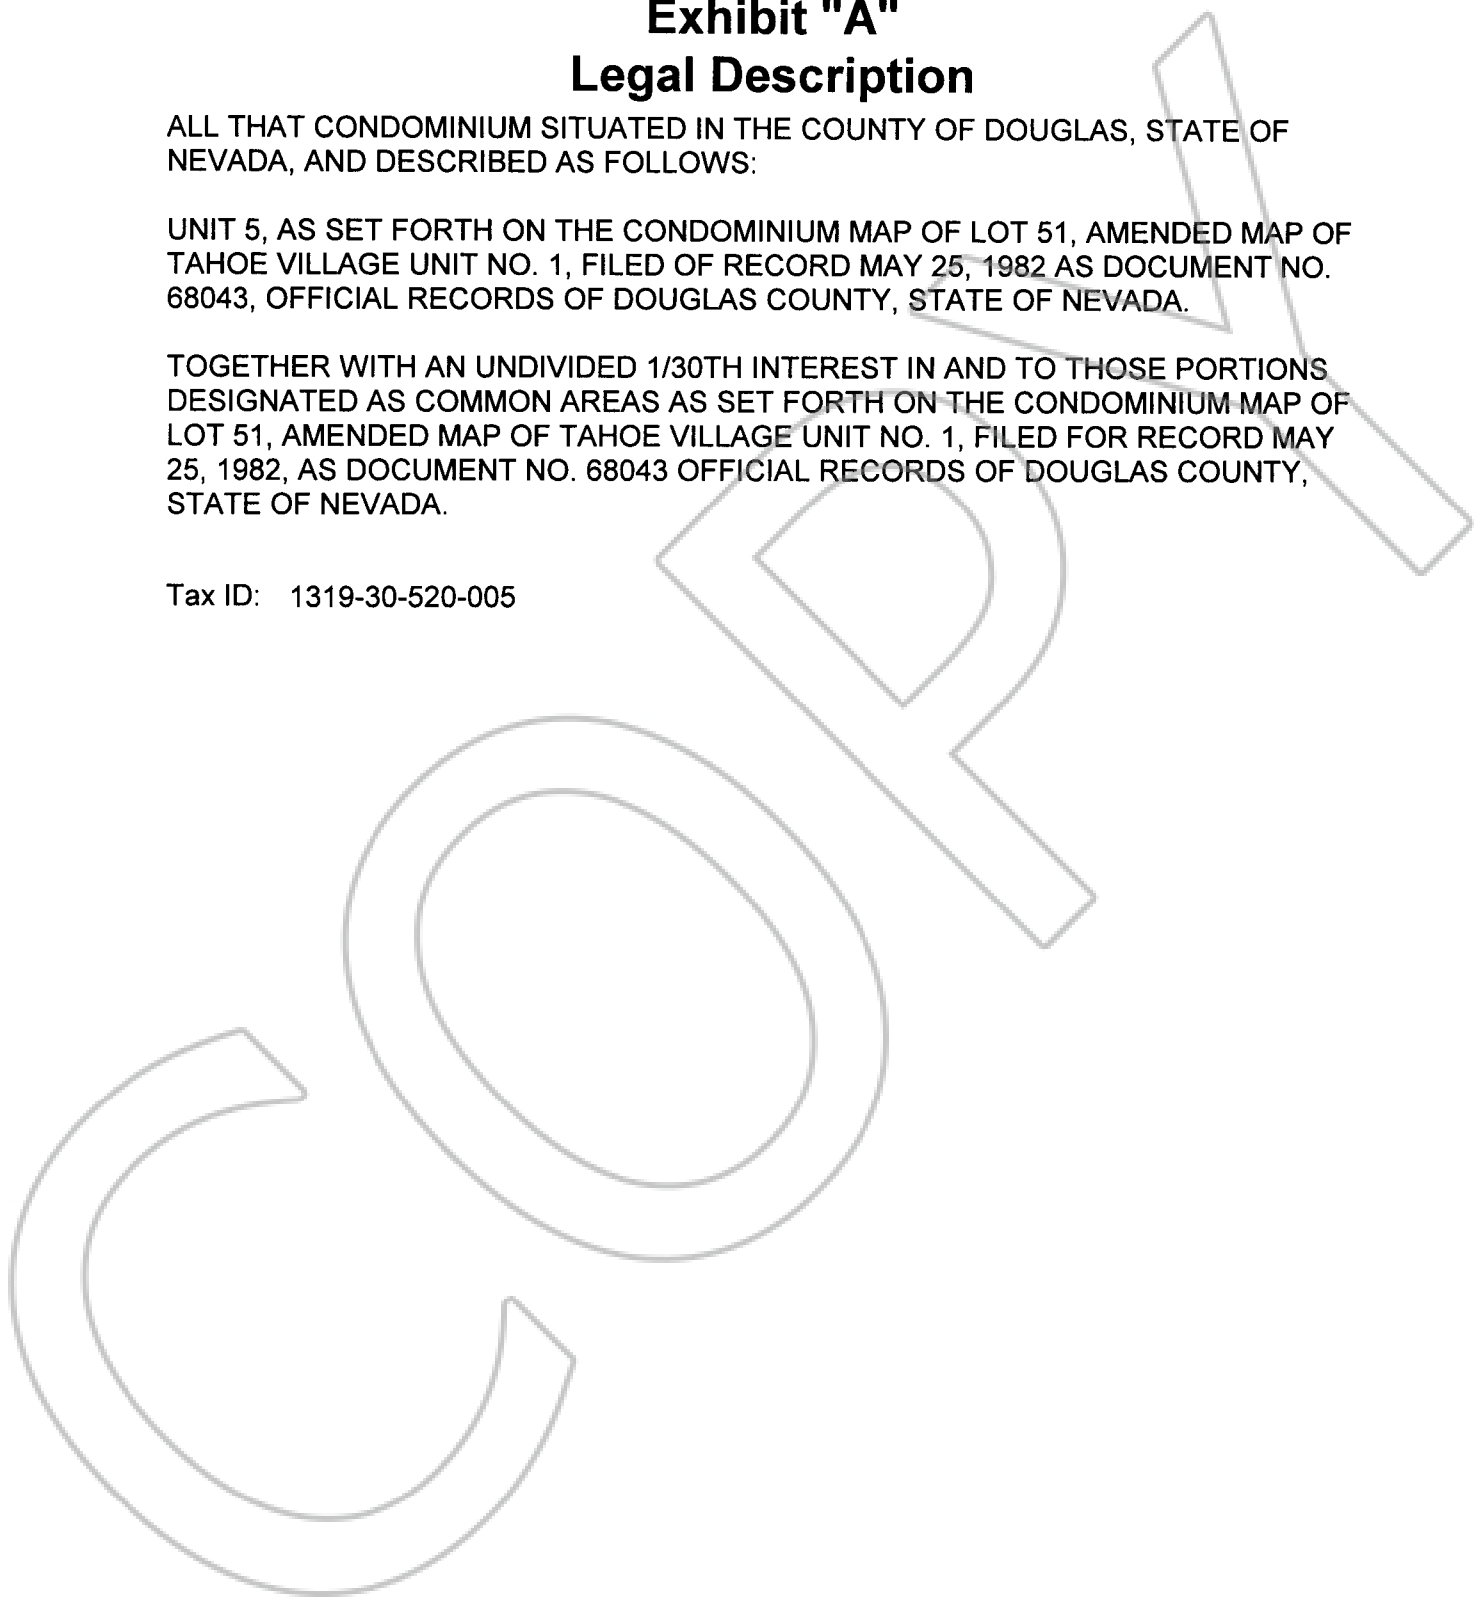 Exhibit "A"
Legal Description
ALL THAT CONDOMINIUM SITUATED IN THE COUNTY OF DOUGLAS, STATE OF
NEVADA, AND DESCRIBED AS FOLLOWS:
UNIT 5, AS SET FORTH ON THE CONDOMINIUM MAP OF LOT 51, AMENDED MAP OF
TAHOE VILLAGE UNIT NO. 1, FILED OF RECORD MAY 25, 1982 AS DOCUMENT NO.
68043, OFFICIAL RECORDS OF DOUGLAS COUNTY, STATE OF NEVADA.
TOGETHER WITH AN UNDIVIDED 1/30TH INTEREST IN AND TO THOSE PORTIONS
DESIGNATED AS COMMON AREAS AS SET FORTH ON THE CONDOMINIUM MAP OF
LOT 51, AMENDED MAP OF TAHOE VILLAGE UNIT NO. 1, FILED FOR RECORD MAY
25, 1982, AS DOCUMENT NO. 68043 OFFICIAL RECORDS OF DOUGLAS COUNTY,
STATE OF NEVADA.
Tax ID: 1319-30-520-005
COPY